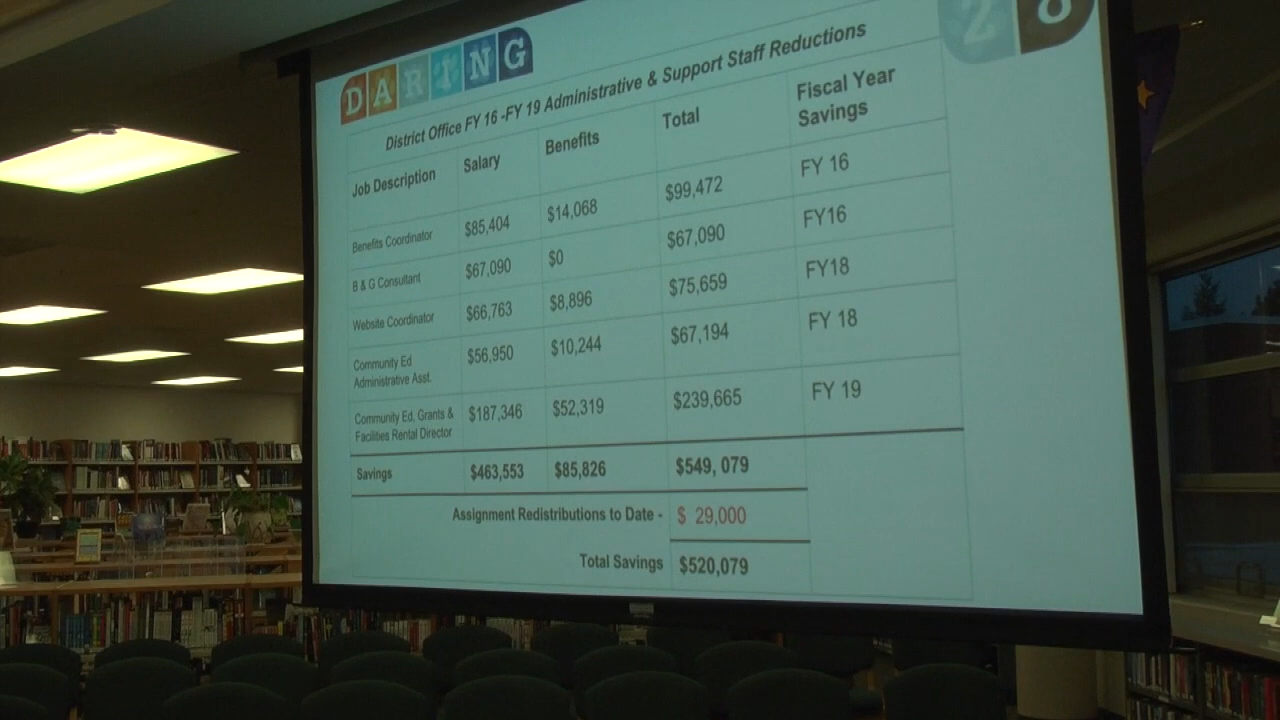 DARING
28
District Office FY 16 -FY 19 Administrative & Support Staff Reductions
Job Description Salary Benefits Total Fiscal Year Savings
Benefits Coordinator $85,404 $14,068 $99,472 FY 16
B & G Consultant $67,090 $0 $67,090 FY16
Website Coordinator $66,763 $8,896 $75,659 FY18
Community Ed Administrative Asst. $56,950 $10,244 $67,194 FY 18
Community Ed, Grants & Facilities Rental Director $187,346 $52,319 $239,665 FY 19
Savings $463,553 $85,826 $549, 079
Assignment Redistributions to Date - $ 29,000
Total Savings $520,079